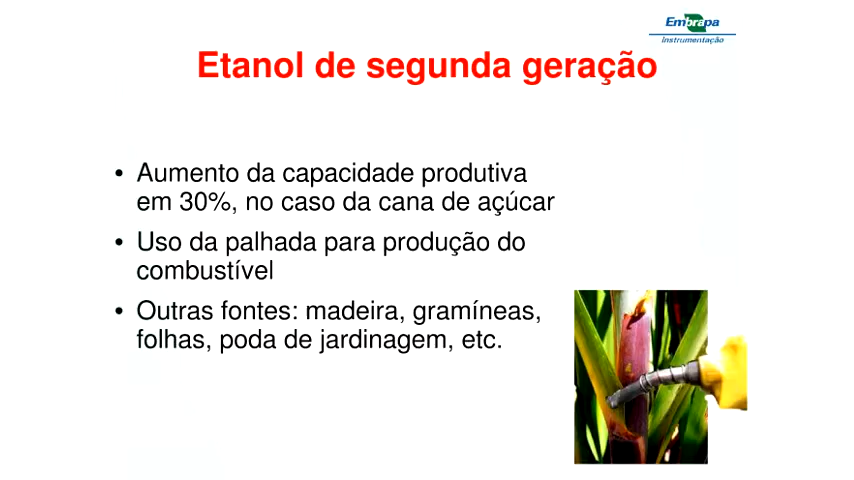 Embrapa
Instrumentação
Etanol de segunda geração
• Aumento da capacidade produtiva
em 30%, no caso da cana de açúcar
• Uso da palhada para produção do
combustível
• Outras fontes: madeira, gramíneas,
folhas, poda de jardinagem, etc.